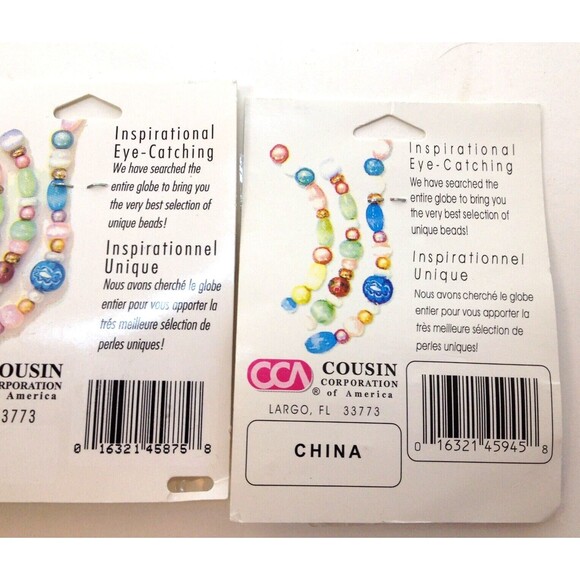 Inspirational
Eye-Catching
We have searched the
entire globe to bring you
the very best selection of
unique beads!
Inspirationnel
Unique
Nous avons cherché le globe
entier pour vous apporter la
très meilleure sélection de
perles uniques!
COUSIN
CORPORATION
of America
33773
0 16321 45875 8
Inspirational
Eye-Catching
We have searched the
entire globe to bring you
the very best selection of
unique beads!
Inspirationnel
Unique
Nous avons cherché le globe
entier pour vous apporter la
très meilleure sélection de
perles uniques!
CCA COUSIN
CORPORATION
® of America
LARGO, FL 33773
CHINA
0 16321 45945 8